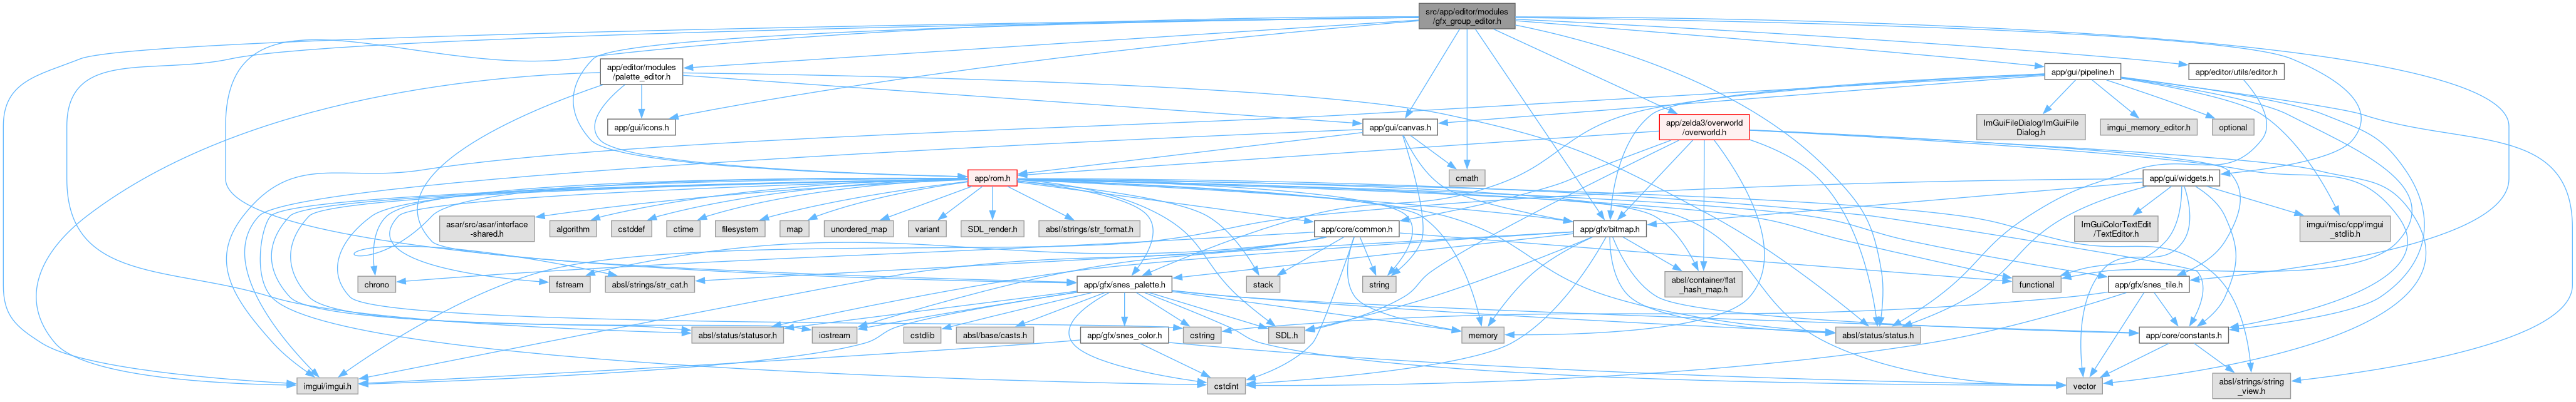 src/app/editor/modules
/gfx_group_editor.h
app/editor/modules
/palette_editor.h
app/gui/pipeline.h
app/editor/utils/editor.h
app/gui/icons.h
app/gui/canvas.h
app/zelda3/overworld
/overworld.h
ImGuiFileDialog/ImGuiFile
Dialog.h
imgui_memory_editor.h
optional
app/rom.h
cmath
app/gui/widgets.h
asar/src/asar/interface
-shared.h
algorithm
cstddef
ctime
filesystem
map
unordered_map
variant
SDL_render.h
absl/strings/str_format.h
app/core/common.h
app/gfx/bitmap.h
ImGuiColorTextEdit
/TextEditor.h
imgui/misc/cpp/imgui
_stdlib.h
chrono
fstream
absl/strings/str_cat.h
app/gfx/snes_palette.h
stack
string
absl/container/flat
_hash_map.h
functional
app/gfx/snes_tile.h
absl/status/statusor.h
iostream
cstdlib
absl/base/casts.h
app/gfx/snes_color.h
cstring
SDL.h
memory
absl/status/status.h
app/core/constants.h
imgui/imgui.h
cstdint
vector
absl/strings/string
_view.h